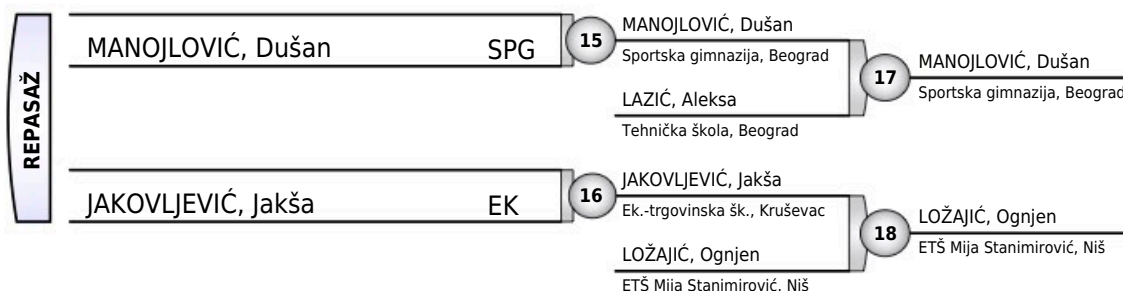 REPASAŽ
MANOJLOVIĆ, Dušan SPG
15
MANOJLOVIĆ, Dušan
Sportska gimnazija, Beograd
LAZIĆ, Aleksa
Tehnička škola, Beograd
17
MANOJLOVIĆ, Dušan
Sportska gimnazija, Beograd
JAKOVLJEVIĆ, Jakša EK
16
JAKOVLJEVIĆ, Jakša
Ek.-trgovinska šk., Kruševac
LOŽAJIĆ, Ognjen
ETŠ Mija Stanimirović, Niš
18
LOŽAJIĆ, Ognjen
ETŠ Mija Stanimirović, Niš